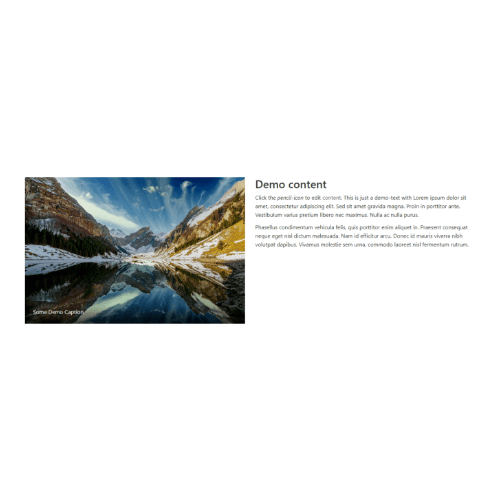 Demo content
Click the pencil-icon to edit content. This is just a demo-text with Lorem ipsum dolor sit
amet, consectetur adipiscing elit. Sed sit amet gravida magna. Proin in porttitor ante.
Vestibulum varius pretium libero nec maximus. Nulla ac nulla purus.
Phasellus condimentum vehicula felis, quis porttitor enim aliquet in. Praesent consequat
neque eget nisl dictum malesuada. Nam id efficitur arcu. Donec id mauris viverra nibh
volutpat dapibus. Vivamus molestie sem urna, commodo laoreet nisl fermentum rutrum.
Some Demo Caption